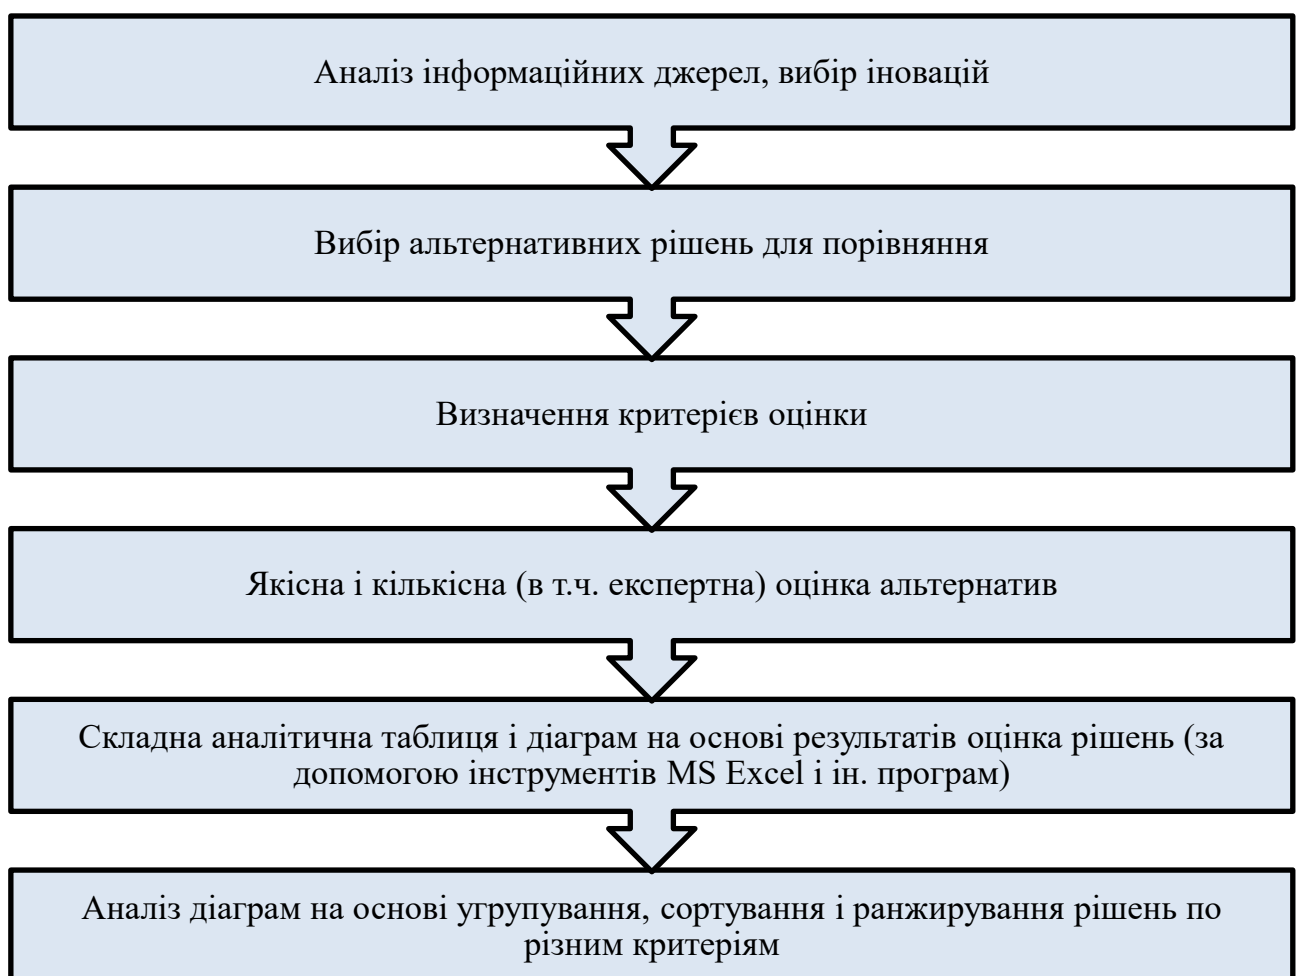 Аналіз інформаційних джерел, вибір іновацій
Вибір альтернативних рішень для порівняння
Визначення критерієв оцінки
Якісна і кількісна (в т.ч. експертна) оцінка альтернатив
Складна аналітична таблиця і діаграм на основі результатів оцінка рішень (за
допомогою інструментів MS Excel і ін. програм)
Аналіз діаграм на основі угрупування, сортування і ранжирування рішень по
різним критеріям